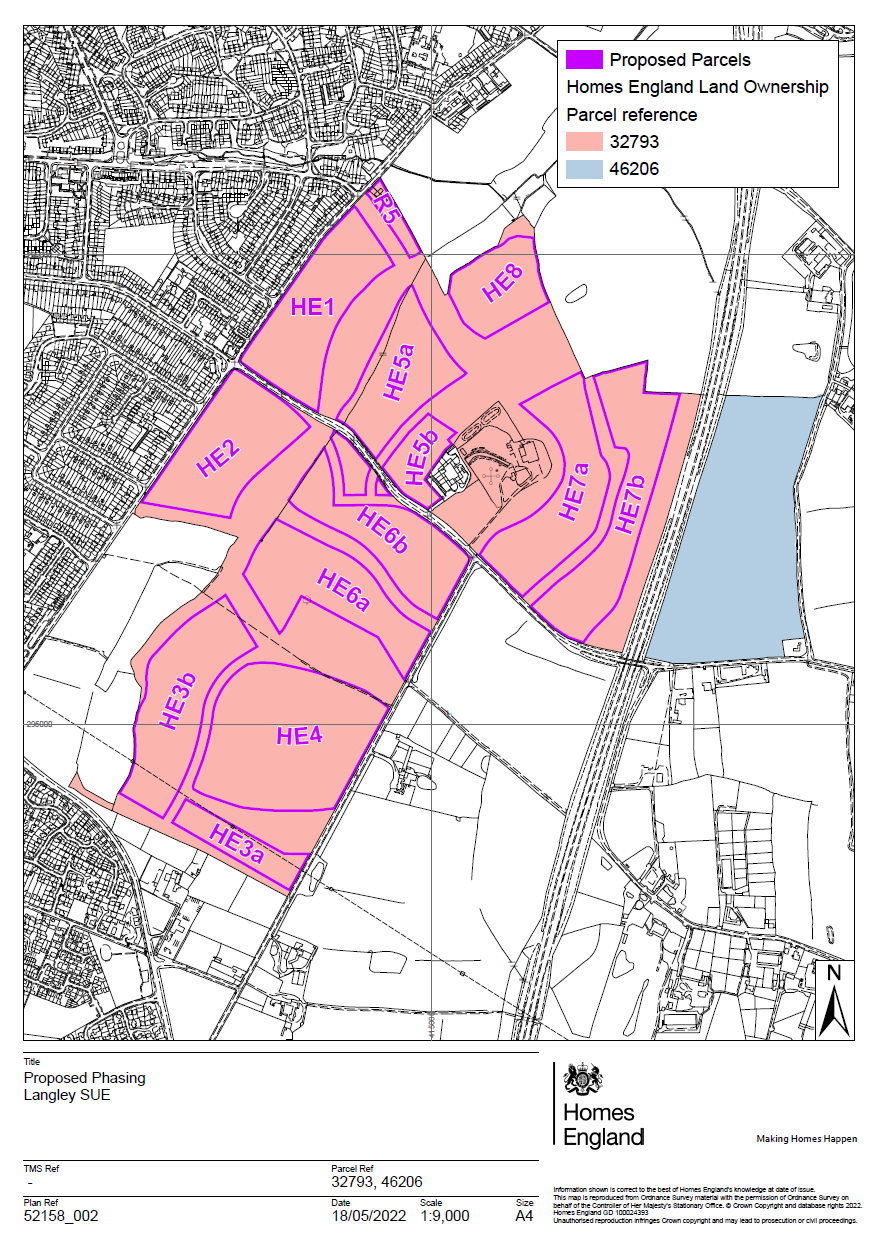 Proposed Parcels
Homes England Land Ownership
Parcel reference
32793
46206
R5
HE1
HE8
HE5a
HE2
HE5b
HE7a
HE7b
HE6b
HE6a
HE3b
HE4
HE3a
295000
N
Title
Proposed Phasing
Langley SUE
TMS Ref
-
Parcel Ref
32793, 46206
Plan Ref
52158_002
Date
18/05/2022
Scale
1:9,000
Size
A4
Homes
England
Making Homes Happen
Information shown is correct to the best of Homes England's knowledge at date of issue.
This map is reproduced from Ordnance Survey material with the permission of Ordnance Survey on
behalf of the Controller of Her Majesty's Stationary Office. © Crown Copyright and database rights 2022.
Homes England GD 100024393
Unauthorised reproduction infringes Crown copyright and may lead to prosecution or civil proceedings.